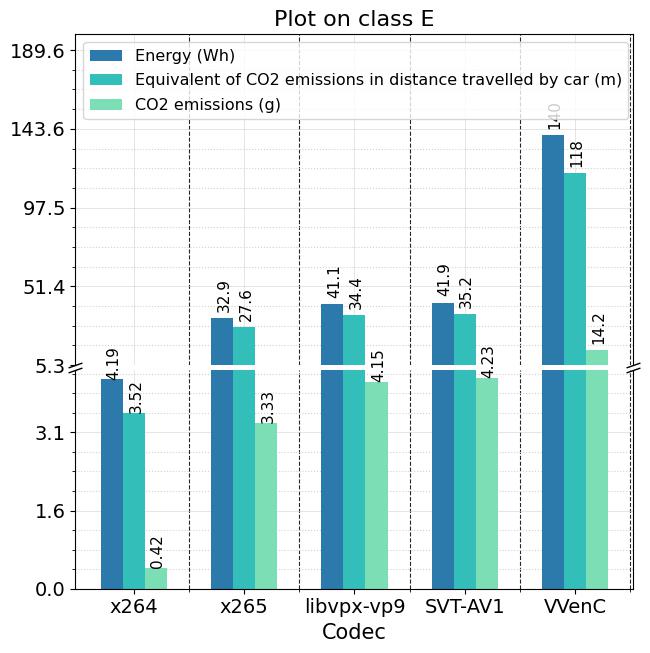 Plot on class E
Energy (Wh)
Equivalent of CO2 emissions in distance travelled by car (m)
CO2 emissions (g)
189.6
143.6
97.5
51.4
5.3
3.1
1.6
0.0
4.19
3.52
0.42
32.9
27.6
3.33
41.1
34.4
4.15
41.9
35.2
4.23
140
118
14.2
x264
x265
libvpx-vp9
SVT-AV1
VVenC
Codec